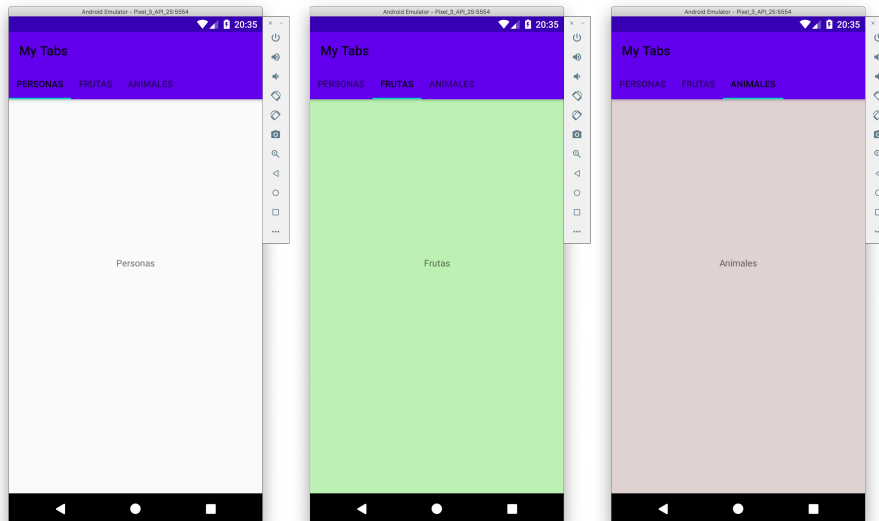 Android Emulator - Pixel_3_API_25:5554
20:35
My Tabs
PERSONAS FRUTAS ANIMALES
Personas
Android Emulator - Pixel_3_API_25:5554
20:35
My Tabs
PERSONAS FRUTAS ANIMALES
Frutas
Android Emulator - Pixel_3_API_25:5554
20:35
My Tabs
PERSONAS FRUTAS ANIMALES
Animales